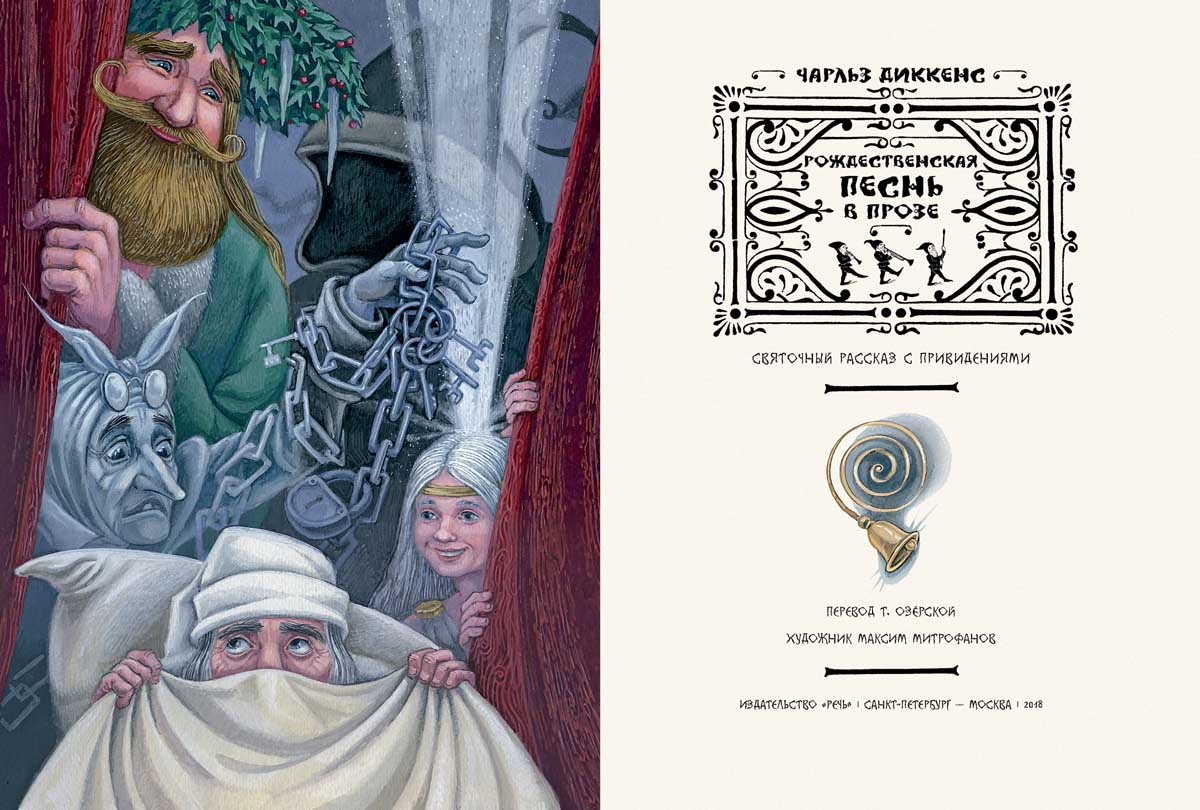 ЧАРЛЬЗ ДИККЕНС
РОЖДЕСТВЕНСКАЯ
ПЕСНЬ
В ПРОЗЕ
СВЯТОЧНЫЙ РАССКАЗ С ПРИВИДЕНИЯМИ
ПЕРЕВОД Т. ОЗЕРСКОЙ
ХУДОЖНИК МАКСИМ МИТРОФАНОВ
ИЗДАТЕЛЬСТВО «РЕЧЬ» | САНКТ-ПЕТЕРБУРГ — МОСКВА | 2018